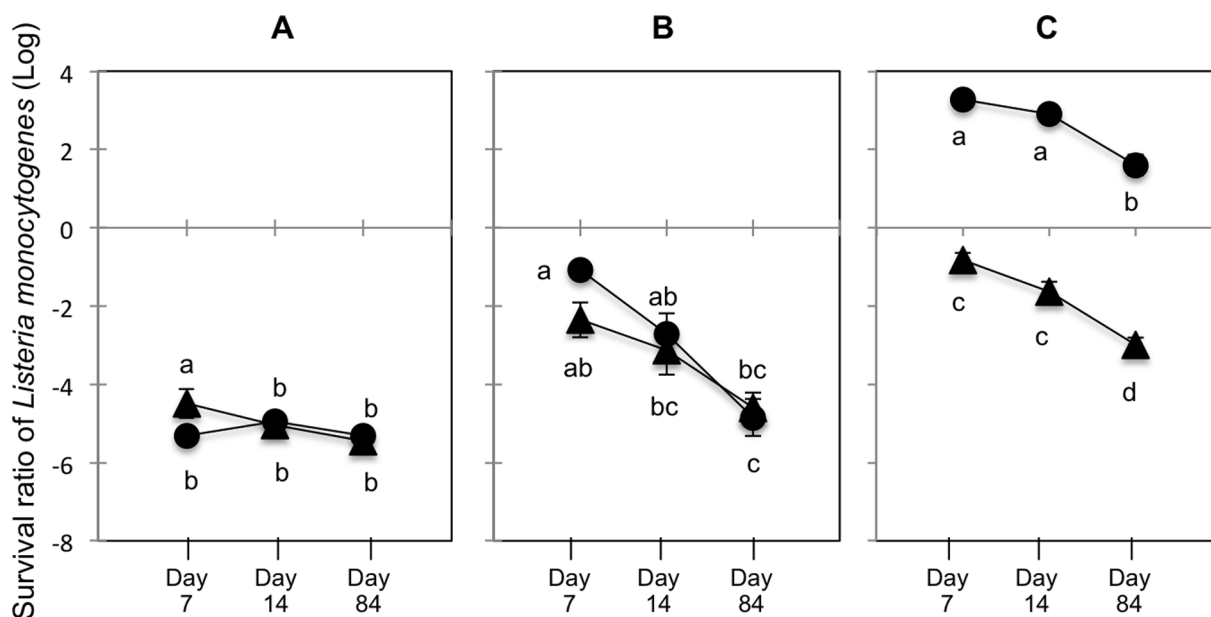 A B C
Survival ratio of Listeria monocytogenes (Log)
4
2
0
-2
-4
-6
-8
a
b
b
b
b
b
a
ab
ab
bc
bc
c
a
a
b
c
c
d
Day Day Day Day Day Day Day Day Day
7 14 84 7 14 84 7 14 84